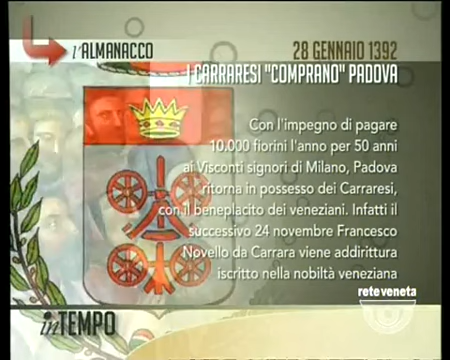 l'ALMANACCO
28 GENNAIO 1392
I CARRARESI "COMPRANO" PADOVA
Con l'impegno di pagare
10.000 fiorini l'anno per 50 anni
ai Visconti signori di Milano, Padova
ritorna in possesso dei Carraresi,
con il beneplacito dei veneziani. Infatti il
successivo 24 novembre Francesco
Novello da Carrara viene addirittura
iscritto nella nobiltà veneziana
reteveneta
inTEMPO